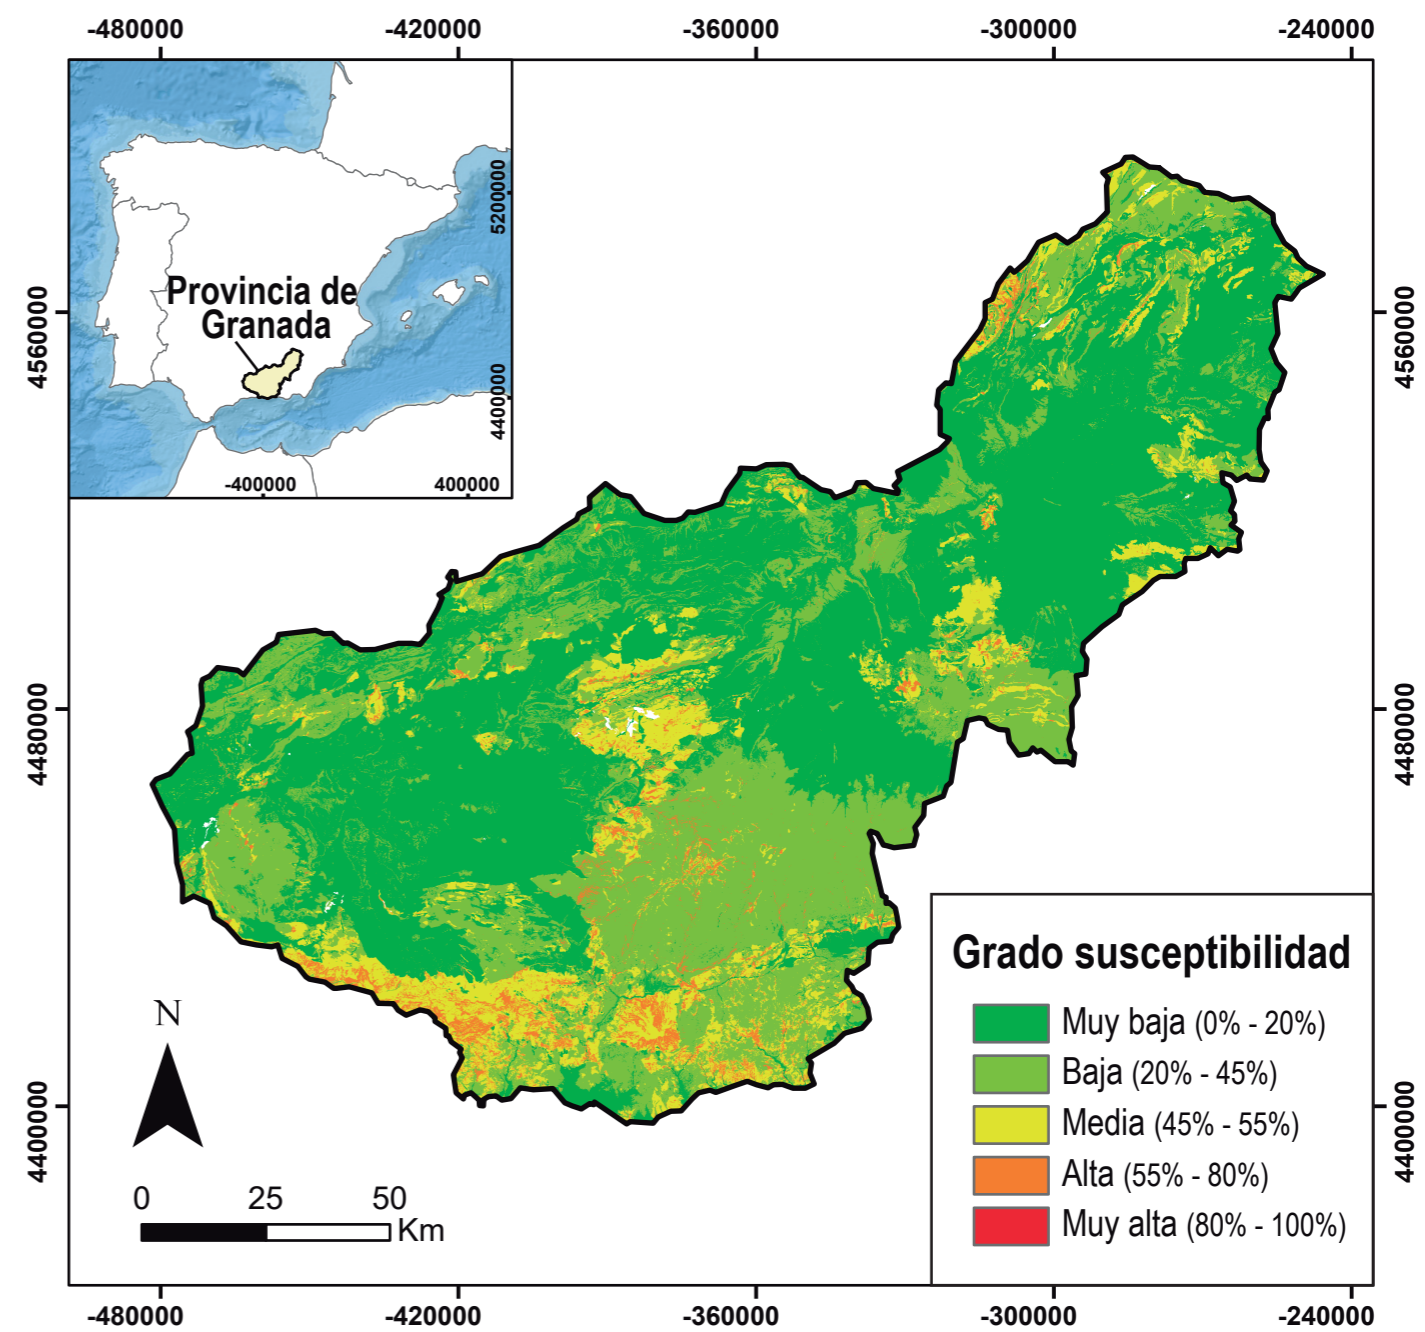 -480000 -420000 -360000 -300000 -240000
5200000
4400000
Provincia de
Granada
-400000 400000
4560000 4560000
4480000 4480000
4400000 4400000
N
0 25 50
Km
Grado susceptibilidad
Muy baja (0% - 20%)
Baja (20% - 45%)
Media (45% - 55%)
Alta (55% - 80%)
Muy alta (80% - 100%)
-480000 -420000 -360000 -300000 -240000